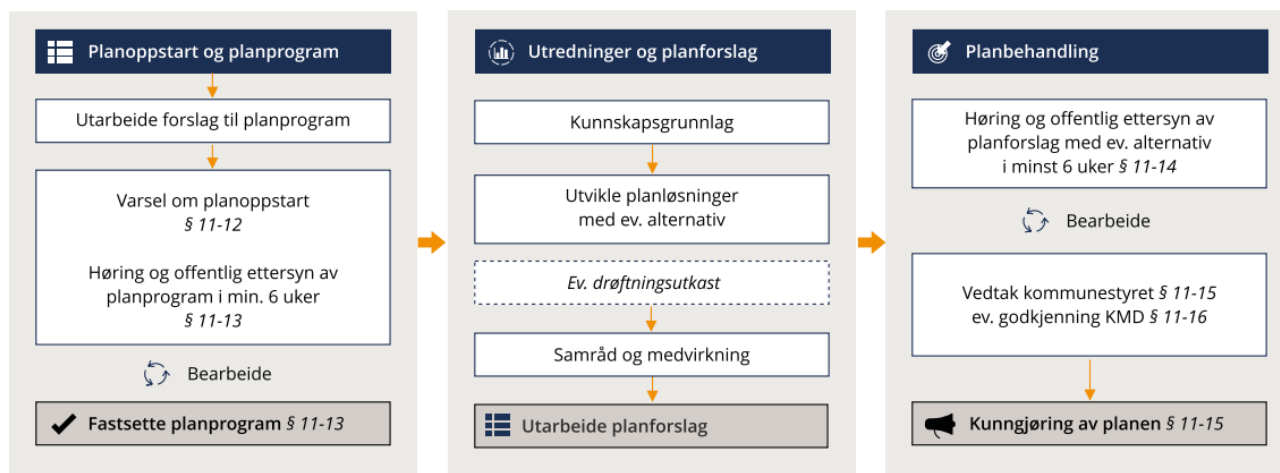 Planoppstart og planprogram
Utarbeide forslag til planprogram
Varsel om planoppstart
§ 11-12
Høring og offentlig ettersyn av
planprogram i min. 6 uker
§ 11-13
Bearbeide
Fastsette planprogram § 11-13
Utredninger og planforslag
Kunnskapsgrunnlag
Utvikle planløsninger
med ev. alternativ
Ev. drøftningsutkast
Samråd og medvirkning
Utarbeide planforslag
Planbehandling
Høring og offentlig ettersyn av
planforslag med ev. alternativ
i minst 6 uker § 11-14
Bearbeide
Vedtak kommunestyret § 11-15
ev. godkjenning KMD § 11-16
Kunngjøring av planen § 11-15